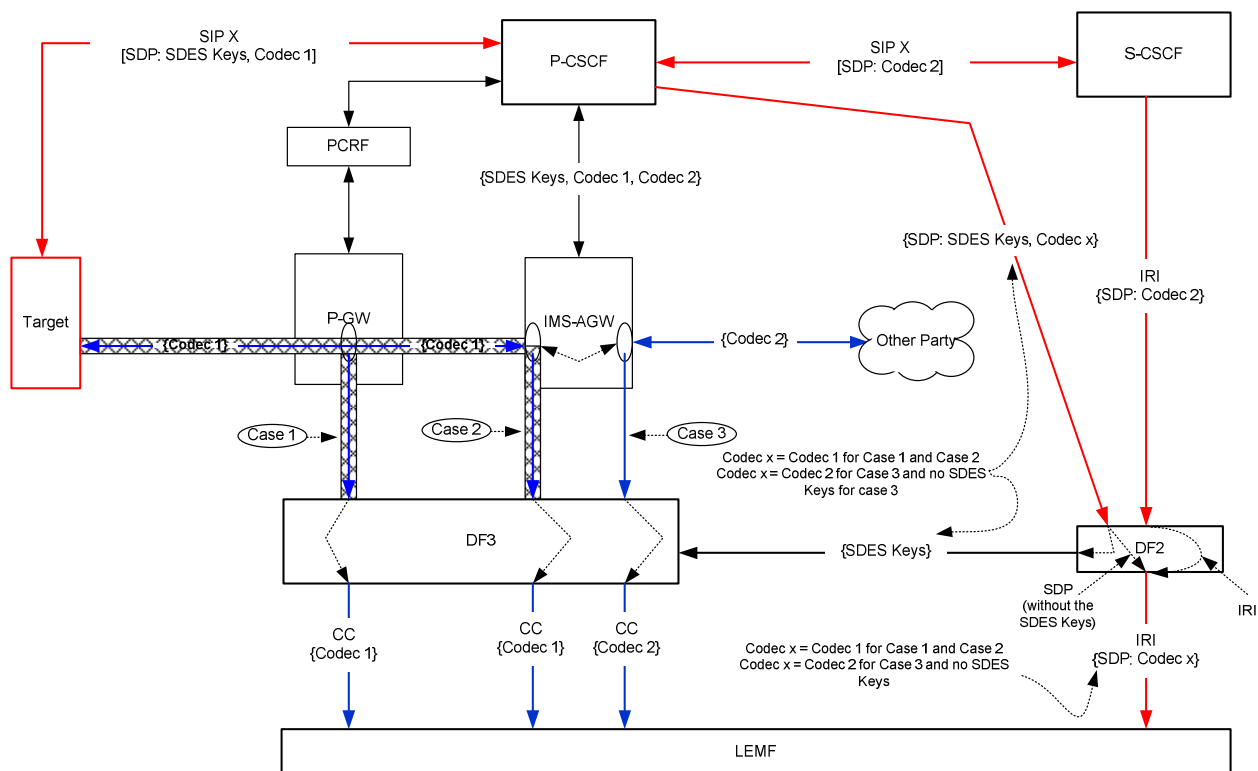 SIP X
[SDP: SDES Keys, Codec 1]
P-CSCF
SIP X
[SDP: Codec 2]
S-CSCF
PCRF
{SDES Keys, Codec 1, Codec 2}
{SDP: SDES Keys, Codec x}
IRI
{SDP: Codec 2}
Target
P-GW
IMS-AGW
{Codec 1}
{Codec 1}
{Codec 2}
Other Party
Case 1
Case 2
Case 3
Codec x = Codec 1 for Case 1 and Case 2
Codec x = Codec 2 for Case 3 and no SDES
Keys for case 3
DF3
{SDES Keys}
DF2
SDP
(without the
SDES Keys)
IRI
CC
{Codec 1}
CC
{Codec 1}
CC
{Codec 2}
Codec x = Codec 1 for Case 1 and Case 2
Codec x = Codec 2 for Case 3 and no SDES
Keys
IRI
{SDP: Codec x}
LEMF